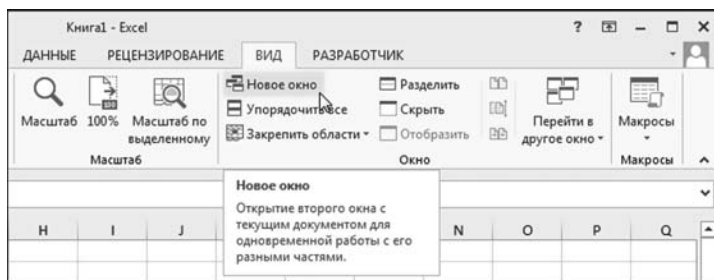 Книга1 - Excel
?
ДАННЫЕ РЕЦЕНЗИРОВАНИЕ ВИД РАЗРАБОТЧИК
Масштаб
100%
Масштаб по
выделенному
Масштаб
Новое окно
Упорядочить все
Закрепить области
Разделить
Скрыть
Отобразить
Перейти в
другое окно
Окно
Макросы
Макросы
Новое окно
Открытие второго окна с
текущим документом для
одновременной работы с его
разными частями.
H I J N O P Q